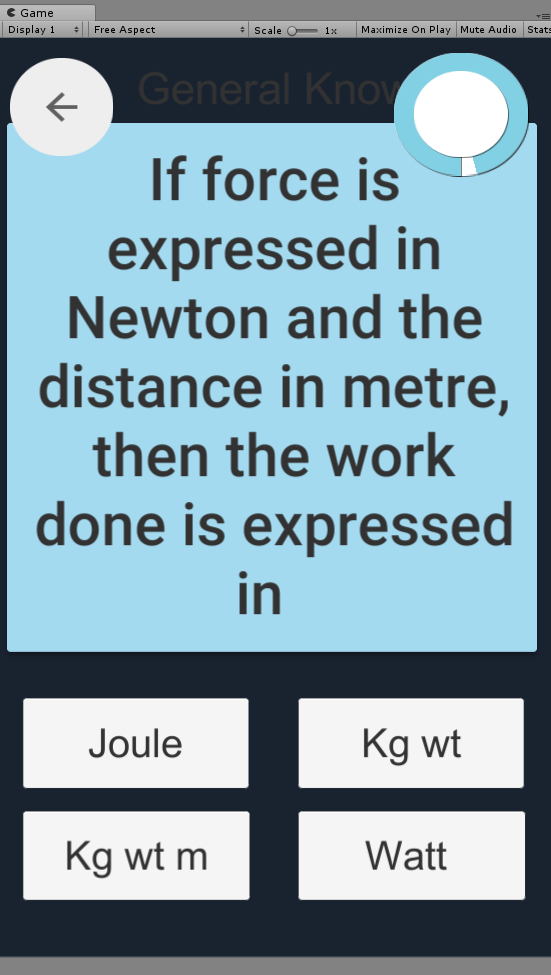 Game
Display 1 Free Aspect Scale 1x Maximize On Play Mute Audio Stats
General Know
If force is
expressed in
Newton and the
distance in metre,
then the work
done is expressed
in
Joule
Kg wt
Kg wt m
Watt